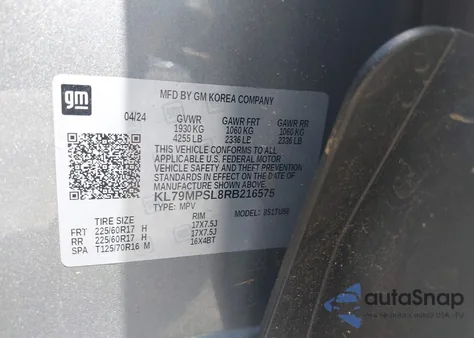 gm
MFD BY GM KOREA COMPANY
04/24 GVWR GAWR FRT GAWR RR
1930 KG 1060 KG 1060 KG
4255 LB 2336 LB 2336 LB
THIS VEHICLE CONFORMS TO ALL
APPLICABLE U.S. FEDERAL MOTOR
VEHICLE SAFETY AND THEFT
PREVENTION STANDARDS IN EFFECT
ON THE DATE OF MANUFACTURE
SHOWN ABOVE.
KL79MPSL8RB216575
TYPE: MPV MODEL:
TIRE SIZE RIM
FRT 225/60R17 H 17X7.5J
RR 225/60R17 H 17X7.5J
SPA T125/70R16 M 16X4BT
autoSnap